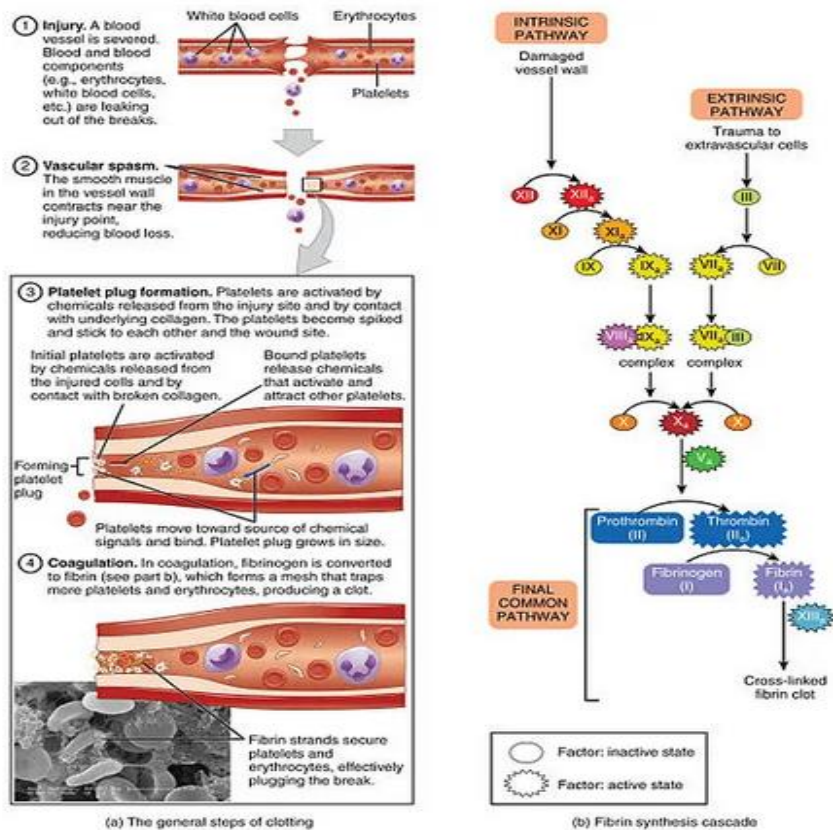 White blood cells
Erythrocytes
Platelets
1 Injury. A blood
vessel is severed.
Blood and blood
components
(e.g., erythrocytes,
white blood cells,
etc.) are leaking
out of the breaks.
2 Vascular spasm.
The smooth muscle
in the vessel wall
contracts near the
injury point,
reducing blood loss.
3 Platelet plug formation. Platelets are activated by
chemicals released from the injury site and by contact
with underlying collagen. The platelets become spiked
and stick to each other and the wound site.
Initial platelets are activated
by chemicals released from
the injured cells and by
contact with broken collagen.
Bound platelets
release chemicals
that activate and
attract other platelets.
Forming
platelet
plug
Platelets move toward source of chemical
signals and bind. Platelet plug grows in size.
4 Coagulation. In coagulation, fibrinogen is converted
to fibrin (see part b), which forms a mesh that traps
more platelets and erythrocytes, producing a clot.
Fibrin strands secure
platelets and
erythrocytes, effectively
plugging the break.
(a) The general steps of clotting
INTRINSIC
PATHWAY
Damaged
vessel wall
EXTRINSIC
PATHWAY
Trauma to
extravascular cells
XII XIIa III
XI XIa
IX IXa VIIa VII
VIIIa IXa VIIa III
complex complex
X Xa X
Va
Prothrombin
(II)
Thrombin
(IIa)
Fibrinogen
(I)
Fibrin
(Ia)
FINAL
COMMON
PATHWAY
XIIIa
Cross-linked
fibrin clot
Factor: inactive state
Factor: active state
(b) Fibrin synthesis cascade